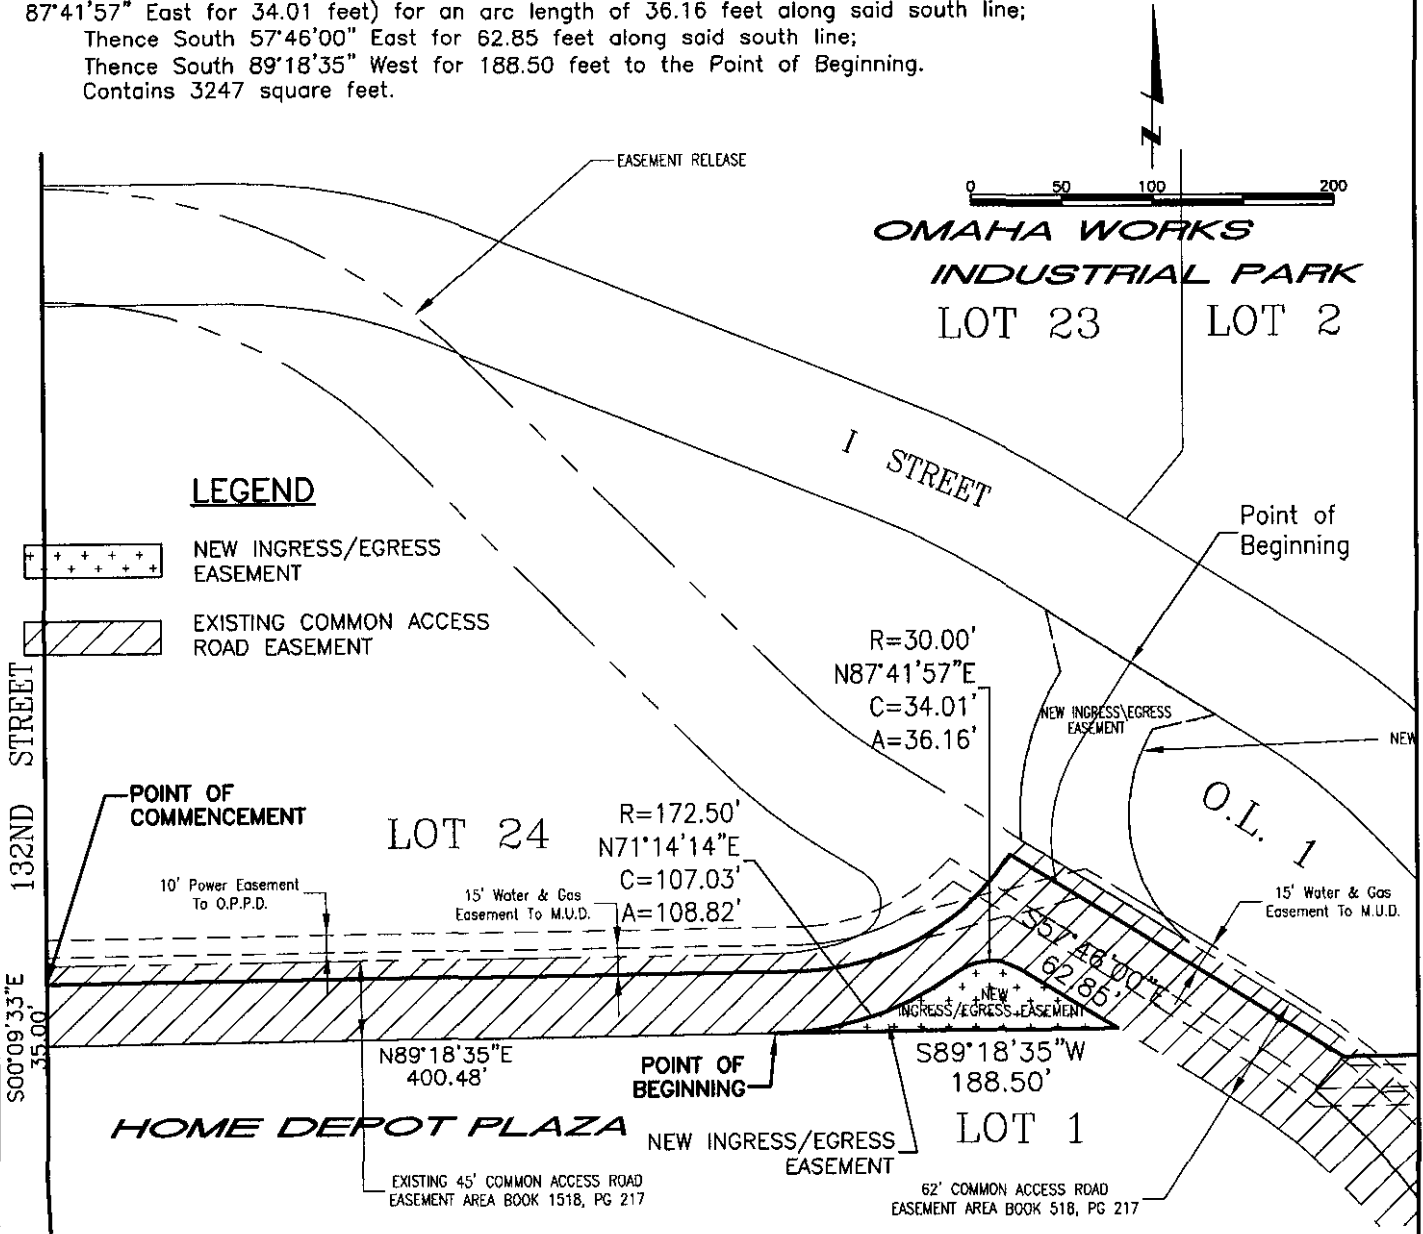 87°41'57" East for 34.01 feet) for an arc length of 36.16 feet along said south line;
Thence South 57°46'00" East for 62.85 feet along said south line;
Thence South 89°18'35" West for 188.50 feet to the Point of Beginning.
Contains 3247 square feet.
EASEMENT RELEASE
N
0 50 100 200
OMAHA WORKS
INDUSTRIAL PARK
LOT 23
LOT 2
I STREET
LEGEND
NEW INGRESS/EGRESS
EASEMENT
EXISTING COMMON ACCESS
ROAD EASEMENT
Point of
Beginning
R=30.00'
N87°41'57"E
C=34.01'
A=36.16'
NEW INGRESS\EGRESS
EASEMENT
NEW
O.L. 1
132ND STREET
POINT OF
COMMENCEMENT
LOT 24
R=172.50'
N71°14'14"E
C=107.03'
A=108.82'
10' Power Easement
To O.P.P.D.
15' Water & Gas
Easement To M.U.D.
15' Water & Gas
Easement To M.U.D.
S57°46'00"E
62.85'
NEW
INGRESS/EGRESS EASEMENT
S00°09'33"E
35.00'
N89°18'35"E
400.48'
POINT OF
BEGINNING
S89°18'35"W
188.50'
HOME DEPOT PLAZA
NEW INGRESS/EGRESS
EASEMENT
LOT 1
EXISTING 45' COMMON ACCESS ROAD
EASEMENT AREA BOOK 1518, PG 217
62' COMMON ACCESS ROAD
EASEMENT AREA BOOK 518, PG 217